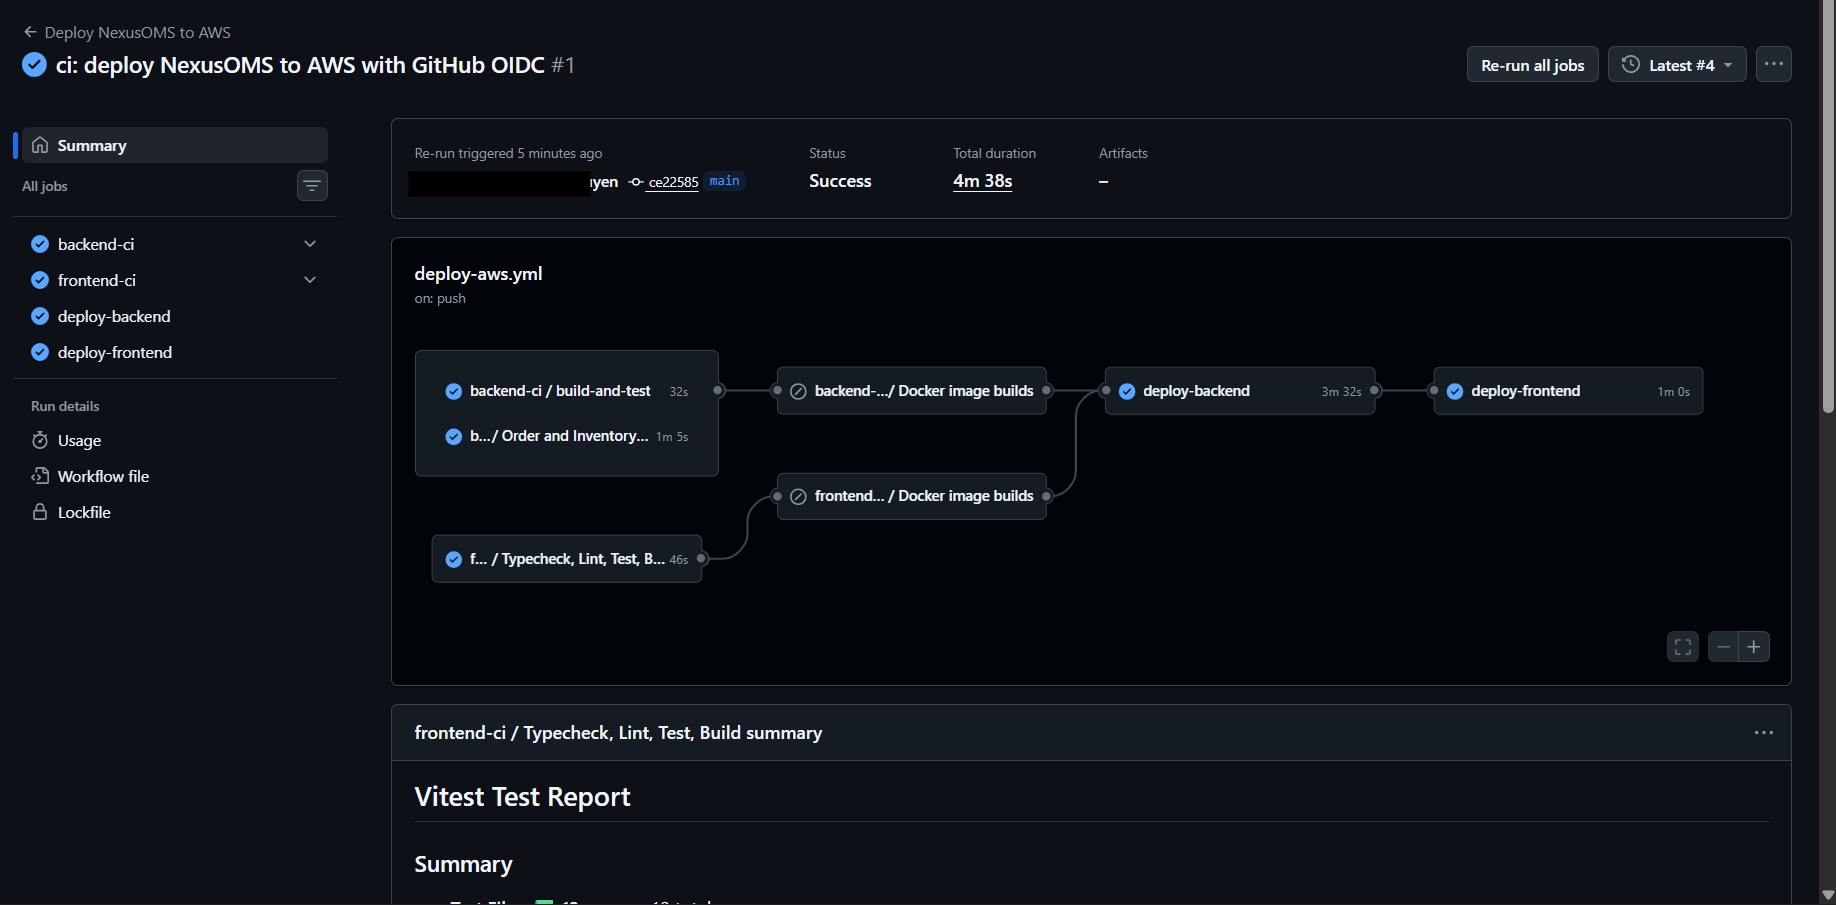 Deploy NexusOMS to AWS
ci: deploy NexusOMS to AWS with GitHub OIDC #1
Re-run all jobs
Latest #4
Summary
All jobs
backend-ci
frontend-ci
deploy-backend
deploy-frontend
Run details
Usage
Workflow file
Lockfile
Re-run triggered 5 minutes ago
yen ce22585 main
Status
Success
Total duration
4m 38s
Artifacts
–
deploy-aws.yml
on: push
backend-ci / build-and-test 32s
b.../ Order and Inventory... 1m 5s
f... / Typecheck, Lint, Test, B... 46s
backend-.../ Docker image builds
frontend... / Docker image builds
deploy-backend 3m 32s
deploy-frontend 1m 0s
frontend-ci / Typecheck, Lint, Test, Build summary
Vitest Test Report
Summary